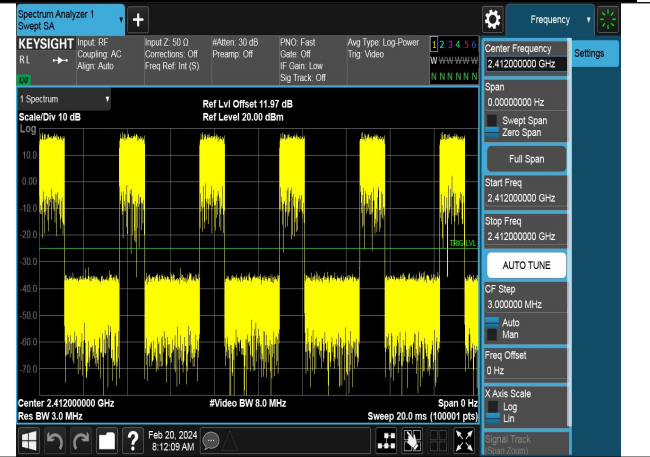 Spectrum Analyzer 1
Swept SA
Frequency
KEYSIGHT
Input: RF
Input Z: 50 Ω
#Atten: 30 dB
PNO: Fast
Avg Type: Log-Power
1 2 3 4 5 6
RL
Coupling: AC
Corrections: Off
Preamp: Off
Gate: Off
Trig: Video
W W W W W W
Align: Auto
Freq Ref: Int (S)
IF Gain: Low
Sig Track: Off
N N N N N N
1 Spectrum
Scale/Div 10 dB
Ref Lvl Offset 11.97 dB
Ref Level 20.00 dBm
Log
10.0
0.00
-10.0
-20.0
-30.0
-40.0
-50.0
-60.0
-70.0
TRIG LVL
Center 2.412000000 GHz
#Video BW 8.0 MHz
Span 0 Hz
Res BW 3.0 MHz
Sweep 20.0 ms (100001 pts)
Feb 20, 2024
8:12:09 AM
Center Frequency
2.412000000 GHz
Settings
Span
0.00000000 Hz
Swept Span
Zero Span
Full Span
Start Freq
2.412000000 GHz
Stop Freq
2.412000000 GHz
AUTO TUNE
CF Step
3.000000 MHz
Auto
Man
Freq Offset
0 Hz
X Axis Scale
Log
Lin
Signal Track
(Span Zoom)